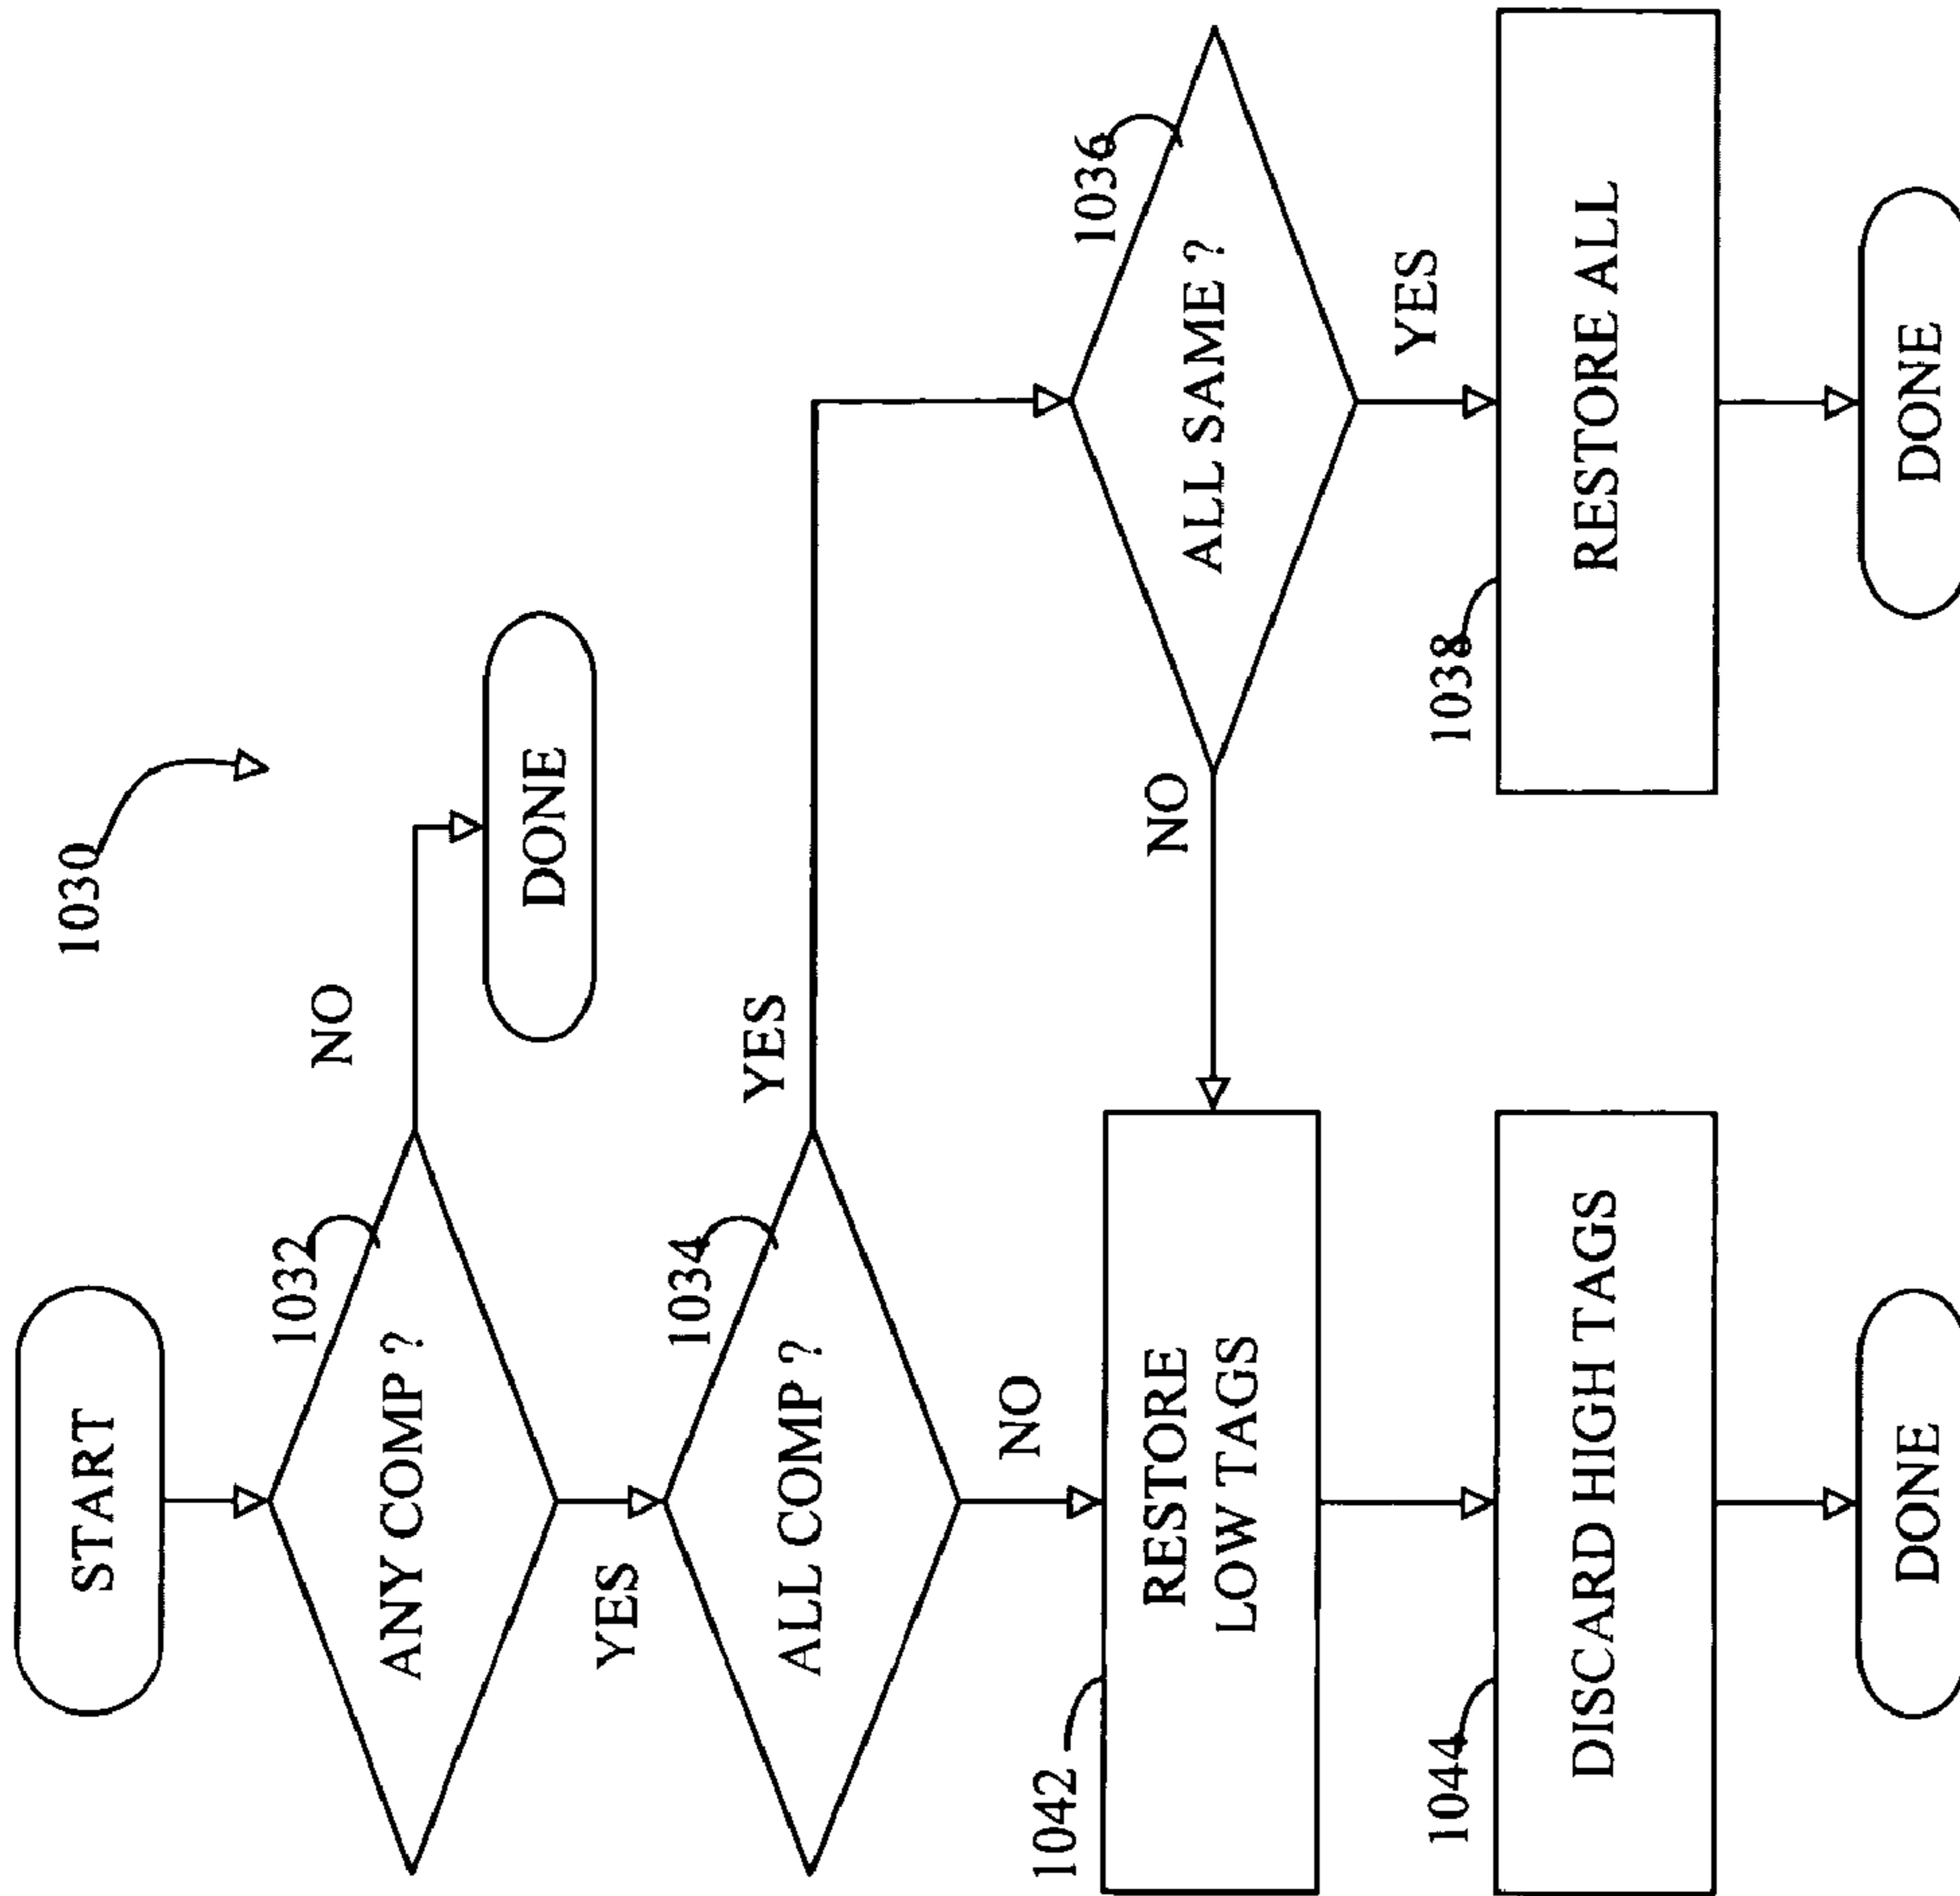 1030
START
1032
ANY COMP ?
NO
DONE
YES
1034
ALL COMP ?
YES
NO
1036
ALL SAME ?
NO
YES
1042
RESTORE
LOW TAGS
1038
RESTORE ALL
1044
DISCARD HIGH TAGS
DONE
DONE